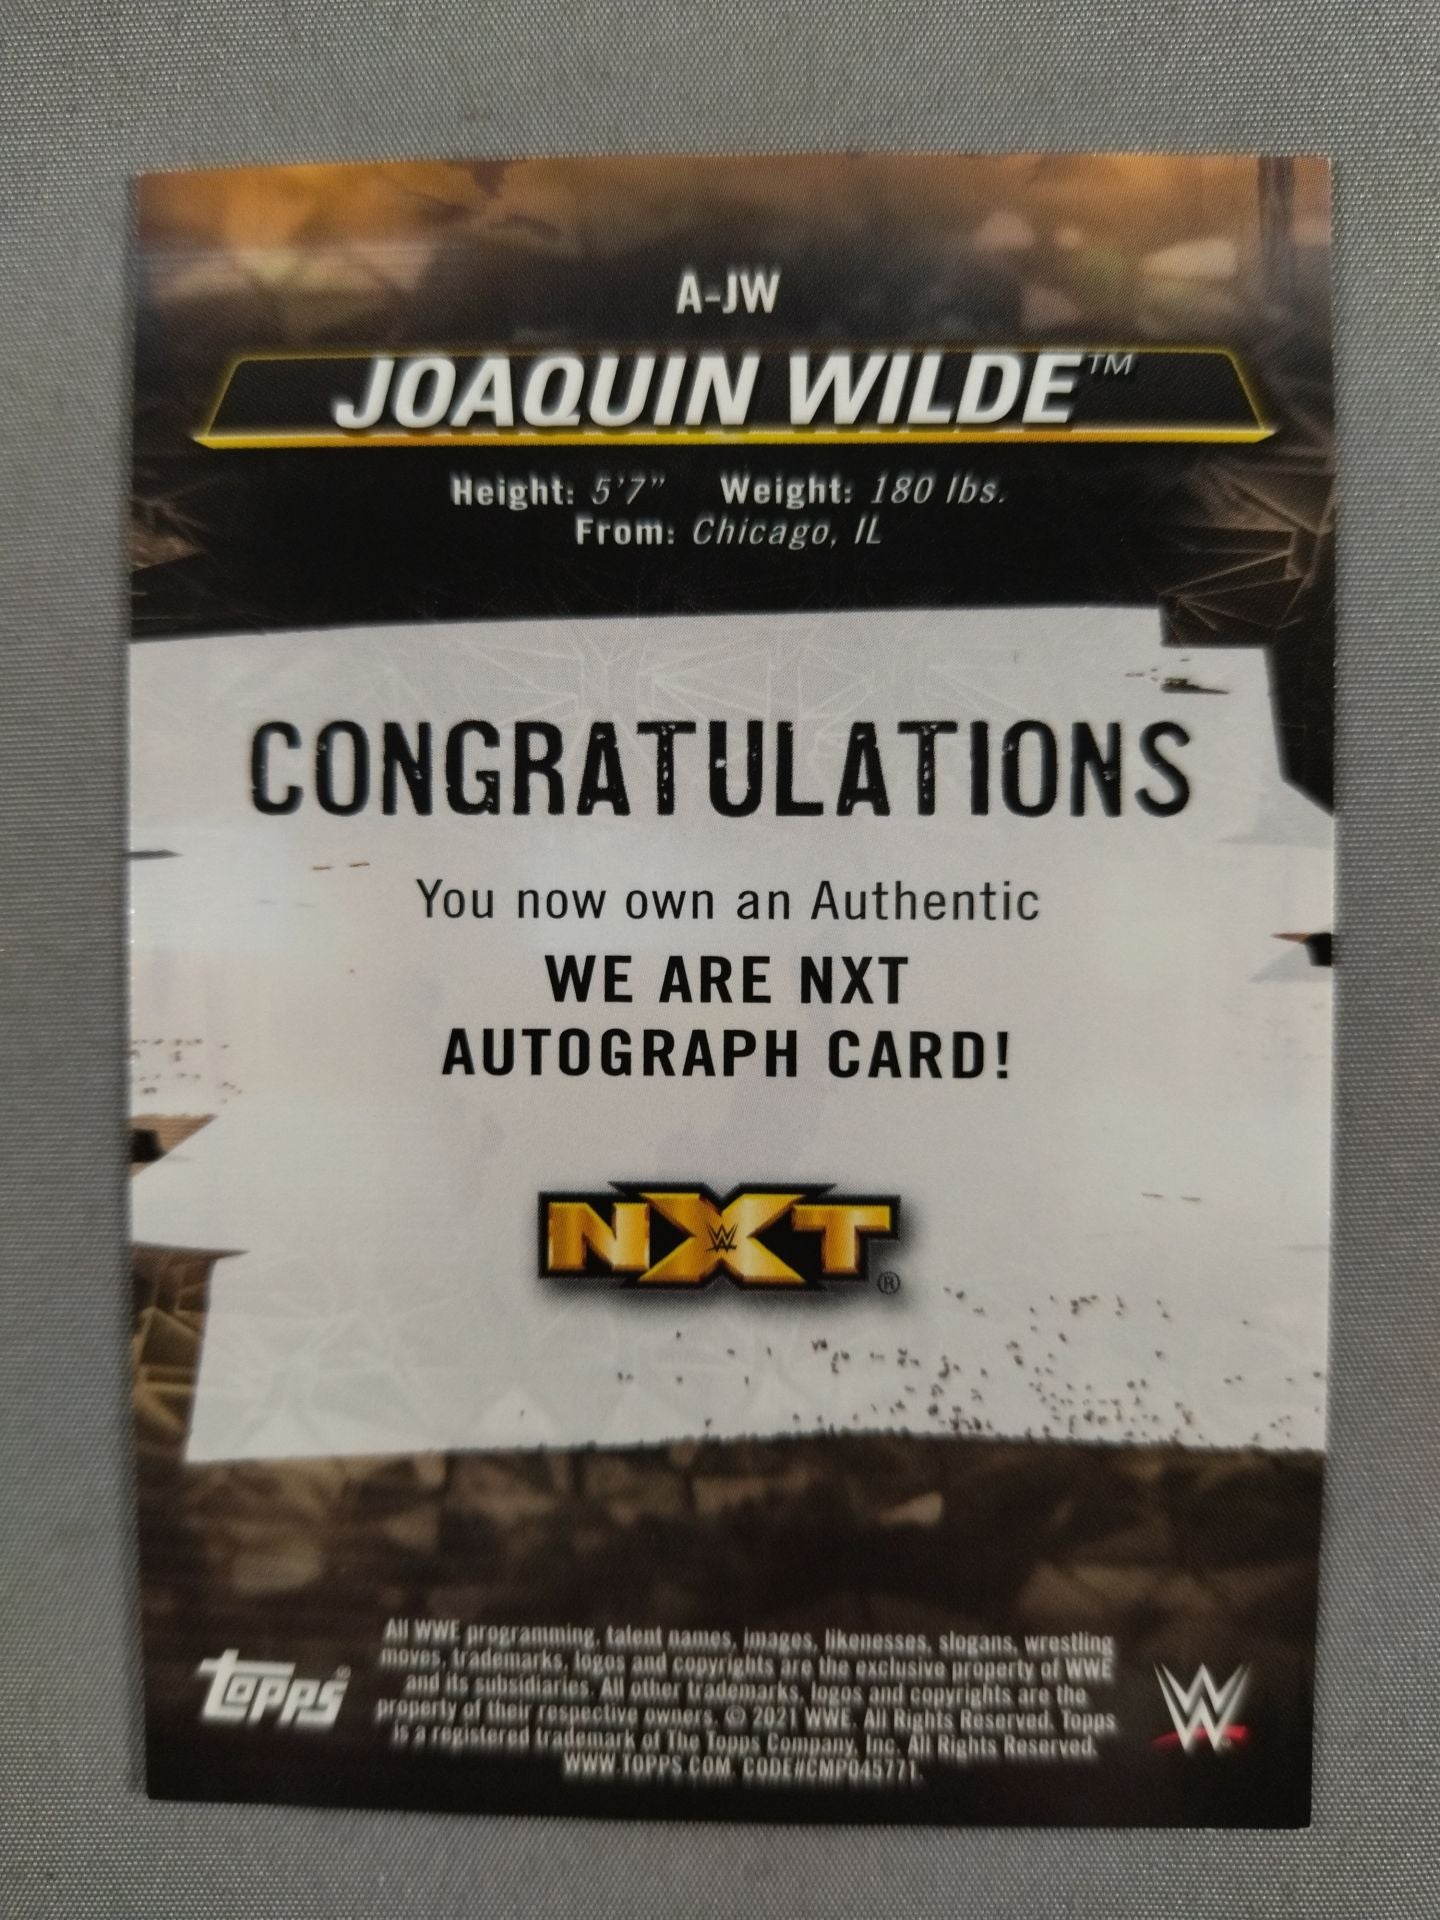 A-JW
JOAQUIN WILDE™
Height: 5'7" Weight: 180 lbs.
From: Chicago, IL
CONGRATULATIONS
You now own an Authentic
WE ARE NXT
AUTOGRAPH CARD!
NXT®
All WWE programming, talent names, images, likenesses, slogans, wrestling
moves, trademarks, logos and copyrights are the exclusive property of WWE
and its subsidiaries. All other trademarks, logos and copyrights are the
property of their respective owners. © 2021 WWE. All Rights Reserved. Topps
is a registered trademark of The Topps Company, Inc. All Rights Reserved.
WWW.TOPPS.COM. CODE#CMP045771.
topps®
W